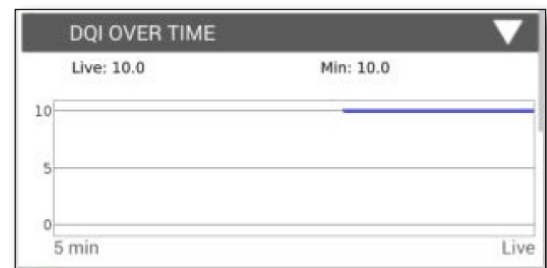 DQI OVER TIME
Live: 10.0 Min: 10.0
10
5
0
5 min Live